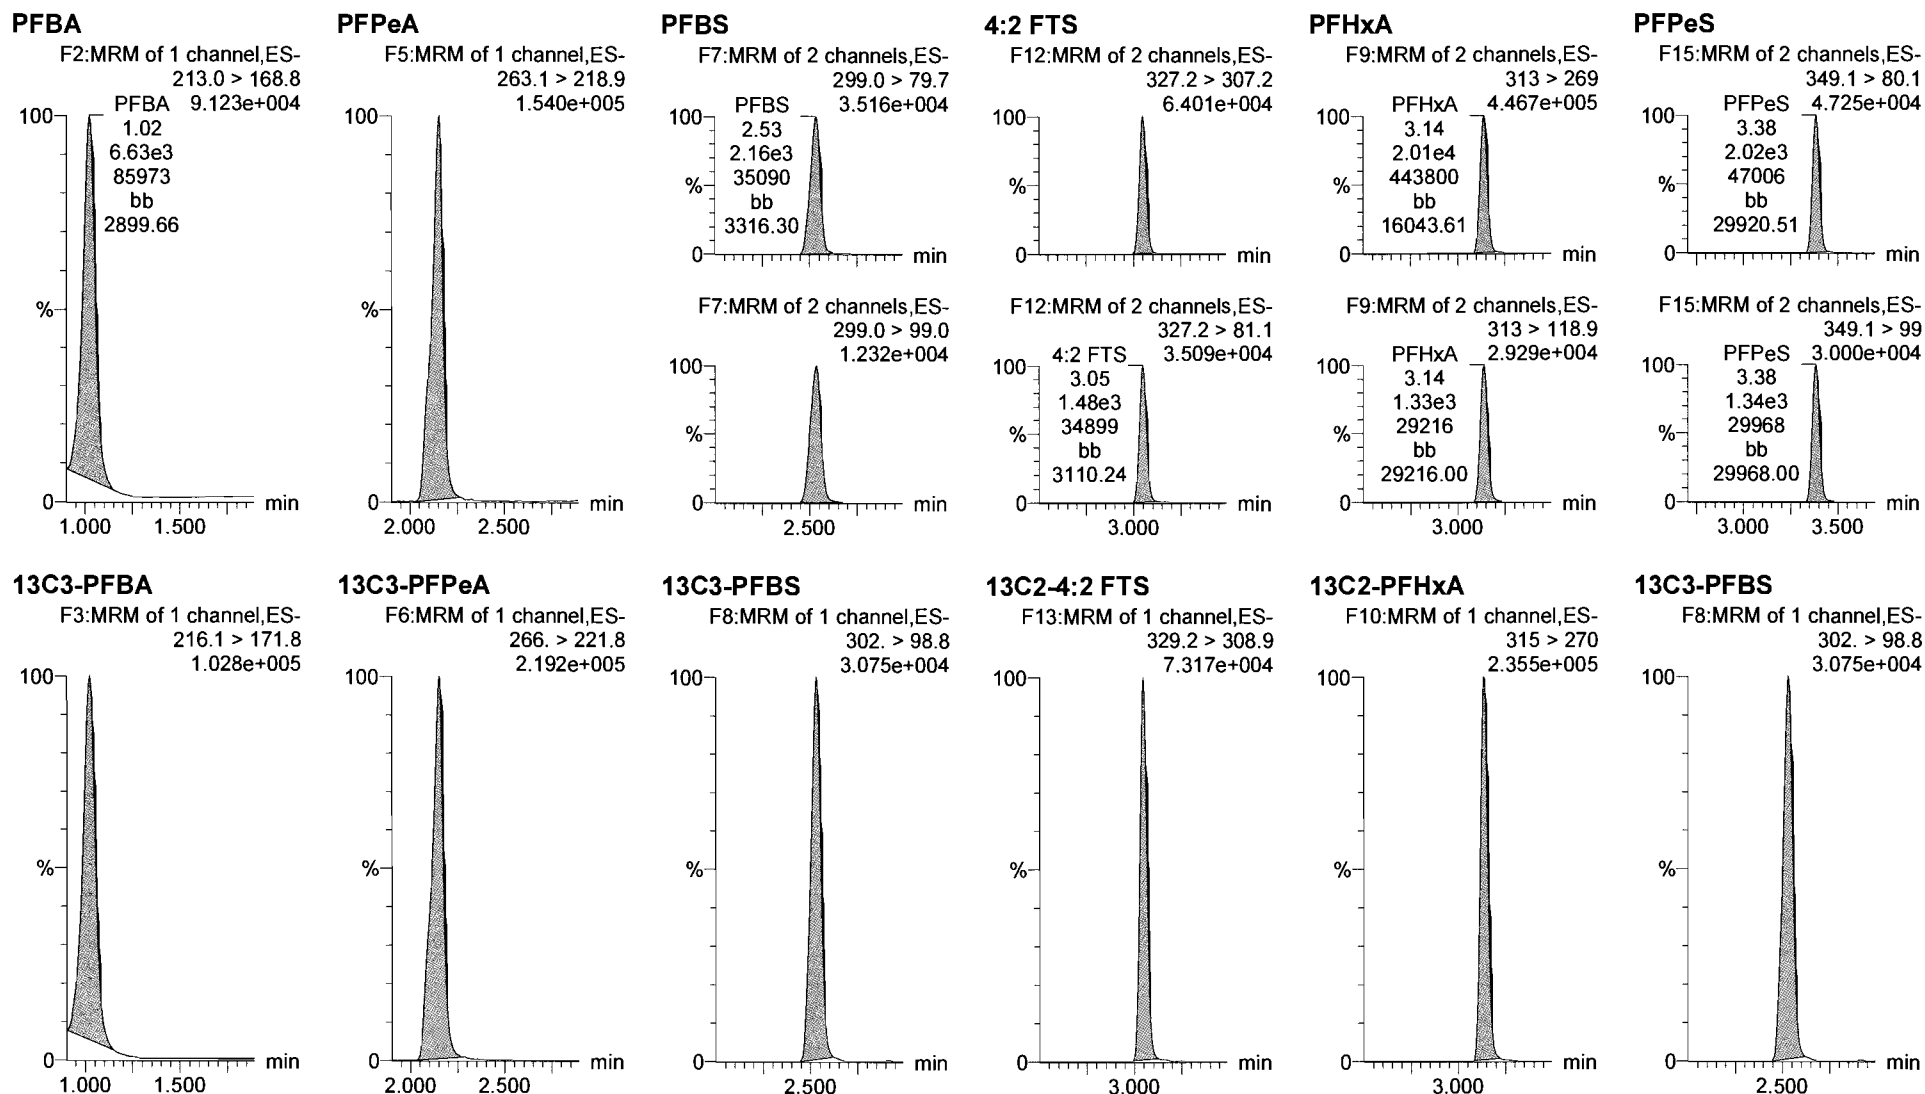 PFBA
F2:MRM of 1 channel,ES-
213.0 > 168.8
9.123e+004
PFBA
1.02
6.63e3
85973
bb
2899.66
100
%
0
min
1.000 1.500
PFPeA
F5:MRM of 1 channel,ES-
263.1 > 218.9
1.540e+005
100
%
0
min
2.000 2.500
PFBS
F7:MRM of 2 channels,ES-
299.0 > 79.7
3.516e+004
PFBS
2.53
2.16e3
35090
bb
3316.30
100
%
0
min
F7:MRM of 2 channels,ES-
299.0 > 99.0
1.232e+004
100
%
0
min
2.500
4:2 FTS
F12:MRM of 2 channels,ES-
327.2 > 307.2
6.401e+004
100
%
0
min
F12:MRM of 2 channels,ES-
327.2 > 81.1
3.509e+004
4:2 FTS
3.05
1.48e3
34899
bb
3110.24
100
%
0
min
3.000
PFHxA
F9:MRM of 2 channels,ES-
313 > 269
4.467e+005
PFHxA
3.14
2.01e4
443800
bb
16043.61
100
%
0
min
F9:MRM of 2 channels,ES-
313 > 118.9
2.929e+004
PFHxA
3.14
1.33e3
29216
bb
29216.00
100
%
0
min
3.000
PFPeS
F15:MRM of 2 channels,ES-
349.1 > 80.1
4.725e+004
PFPeS
3.38
2.02e3
47006
bb
29920.51
100
%
0
min
F15:MRM of 2 channels,ES-
349.1 > 99
3.000e+004
PFPeS
3.38
1.34e3
29968
bb
29968.00
100
%
0
min
3.000 3.500
13C3-PFBA
F3:MRM of 1 channel,ES-
216.1 > 171.8
1.028e+005
100
%
0
min
1.000 1.500
13C3-PFPeA
F6:MRM of 1 channel,ES-
266. > 221.8
2.192e+005
100
%
0
min
2.000 2.500
13C3-PFBS
F8:MRM of 1 channel,ES-
302. > 98.8
3.075e+004
100
%
0
min
2.500
13C2-4:2 FTS
F13:MRM of 1 channel,ES-
329.2 > 308.9
7.317e+004
100
%
0
min
3.000
13C2-PFHxA
F10:MRM of 1 channel,ES-
315 > 270
2.355e+005
100
%
0
min
3.000
13C3-PFBS
F8:MRM of 1 channel,ES-
302. > 98.8
3.075e+004
100
%
0
min
2.500